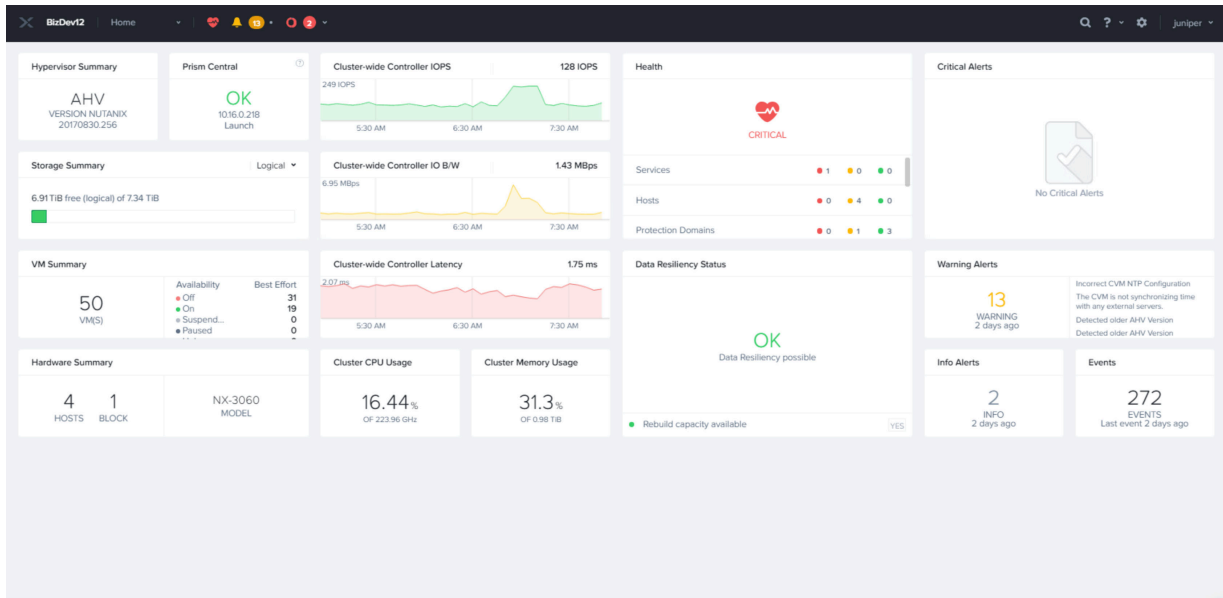 BizDev12
Home
13
2
?
juniper
Hypervisor Summary
AHV
VERSION NUTANIX
20170830.256
Prism Central
?
OK
10.16.0.218
Launch
Cluster-wide Controller IOPS
128 IOPS
249 IOPS
5:30 AM
6:30 AM
7:30 AM
Health
CRITICAL
Services
1
0
0
Hosts
0
4
0
Protection Domains
0
1
3
Critical Alerts
No Critical Alerts
Storage Summary
Logical
6.91 TiB free (logical) of 7.34 TiB
Cluster-wide Controller IO B/W
1.43 MBps
6.95 MBps
5:30 AM
6:30 AM
7:30 AM
VM Summary
50
VM(S)
Availability
Best Effort
Off
31
On
19
Suspend...
0
Paused
0
Cluster-wide Controller Latency
1.75 ms
2.07 ms
5:30 AM
6:30 AM
7:30 AM
Data Resiliency Status
OK
Data Resiliency possible
Rebuild capacity available
YES
Warning Alerts
13
WARNING
2 days ago
Incorrect CVM NTP Configuration
The CVM is not synchronizing time
with any external servers.
Detected older AHV Version
Detected older AHV Version
Hardware Summary
4
HOSTS
1
BLOCK
NX-3060
MODEL
Cluster CPU Usage
16.44%
OF 223.96 GHz
Cluster Memory Usage
31.3%
OF 0.98 TiB
Info Alerts
2
INFO
2 days ago
Events
272
EVENTS
Last event 2 days ago